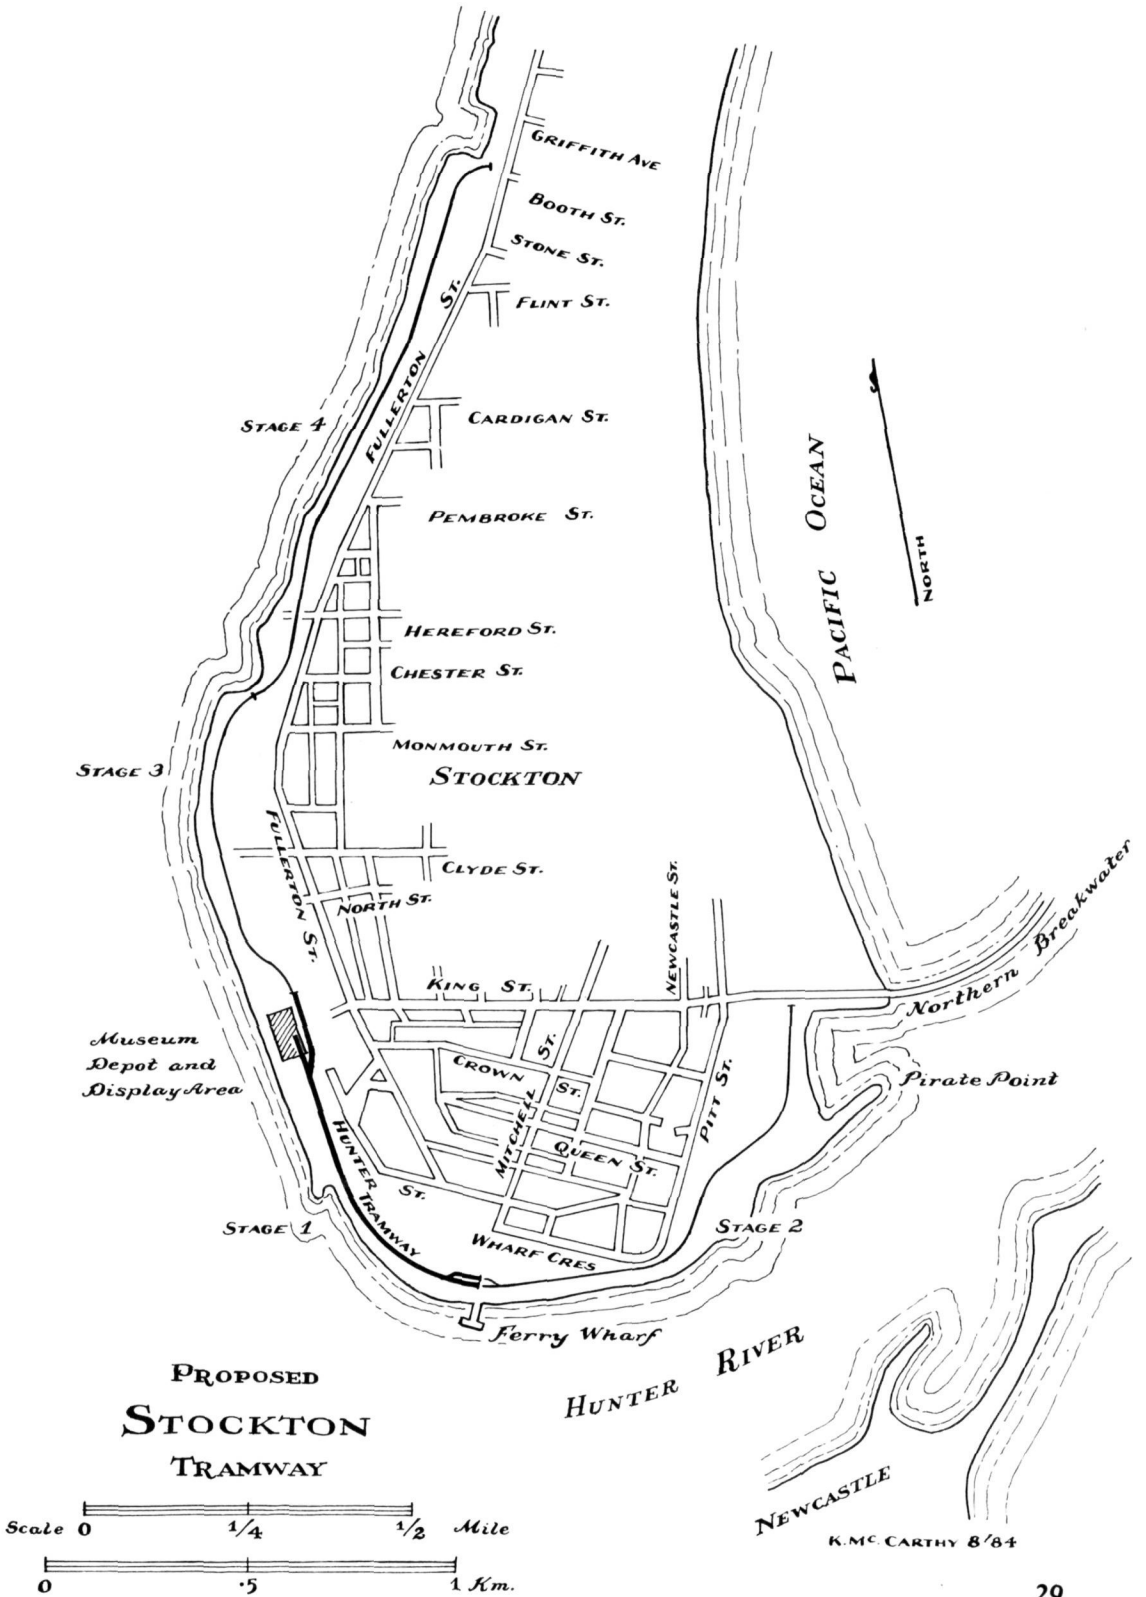 GRIFFITH AVE
BOOTH ST.
STONE ST.
FLINT ST.
FULLERTON ST.
STAGE 4
CARDIGAN ST.
PEMBROKE ST.
PACIFIC OCEAN
NORTH
HEREFORD ST.
CHESTER ST.
MONMOUTH ST.
STOCKTON
STAGE 3
FULLERTON ST.
CLYDE ST.
NORTH ST.
NEWCASTLE ST.
KING ST.
Northern Breakwater
Museum
Depot and
Display Area
CROWN ST.
MITCHELL ST.
PITT ST.
Pirate Point
QUEEN ST.
HUNTER ST.
TRAMWAY
STAGE 1
STAGE 2
WHARF CRES
Ferry Wharf
HUNTER RIVER
NEWCASTLE
PROPOSED
STOCKTON
TRAMWAY
Scale 0 1/4 1/2 Mile
0 .5 1 Km.
K. Mc. CARTHY 8/84
29